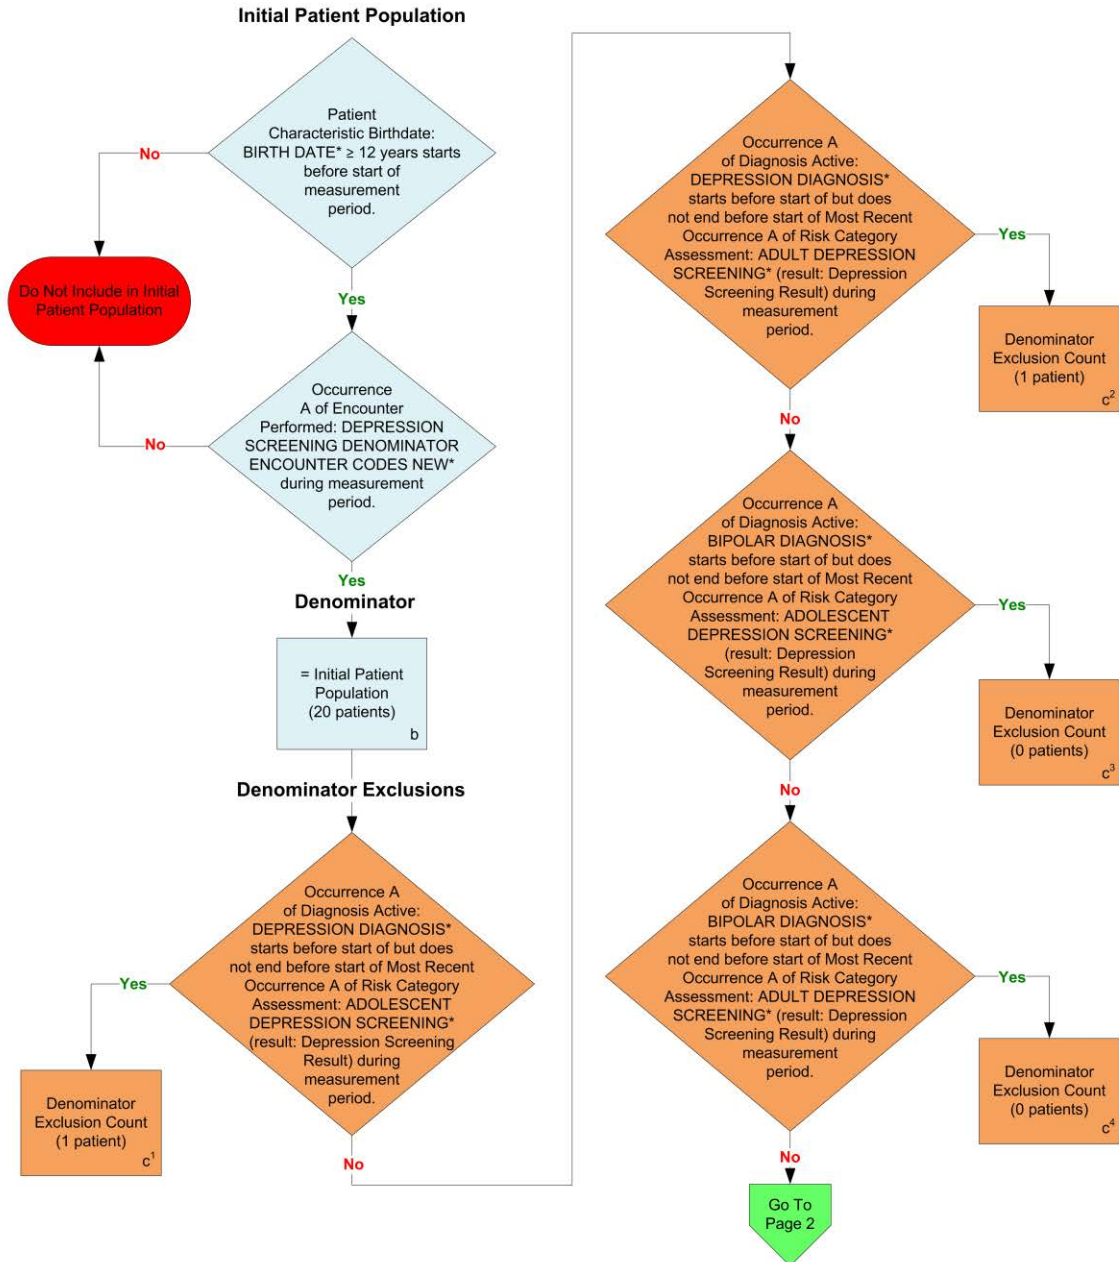 Initial Patient Population
Patient
Characteristic Birthdate:
BIRTH DATE* ≥ 12 years starts
before start of
measurement
period.
No
Do Not Include in Initial
Patient Population
Yes
Occurrence
A of Encounter
Performed: DEPRESSION
SCREENING DENOMINATOR
ENCOUNTER CODES NEW*
during measurement
period.
No
Yes
Denominator
= Initial Patient
Population
(20 patients)
b
Denominator Exclusions
Occurrence A
of Diagnosis Active:
DEPRESSION DIAGNOSIS*
starts before start of but does
not end before start of Most Recent
Occurrence A of Risk Category
Assessment: ADOLESCENT
DEPRESSION SCREENING*
(result: Depression Screening
Result) during
measurement
period.
Yes
Denominator
Exclusion Count
(1 patient)
c¹
No
Occurrence A
of Diagnosis Active:
DEPRESSION DIAGNOSIS*
starts before start of but does
not end before start of Most Recent
Occurrence A of Risk Category
Assessment: ADULT DEPRESSION
SCREENING* (result: Depression
Screening Result) during
measurement
period.
Yes
Denominator
Exclusion Count
(1 patient)
c²
No
Occurrence A
of Diagnosis Active:
BIPOLAR DIAGNOSIS*
starts before start of but does
not end before start of Most Recent
Occurrence A of Risk Category
Assessment: ADOLESCENT
DEPRESSION SCREENING*
(result: Depression
Screening Result) during
measurement
period.
Yes
Denominator
Exclusion Count
(0 patients)
c³
No
Occurrence A
of Diagnosis Active:
BIPOLAR DIAGNOSIS*
starts before start of but does
not end before start of Most Recent
Occurrence A of Risk Category
Assessment: ADULT DEPRESSION
SCREENING* (result: Depression
Screening Result) during
measurement
period.
Yes
Denominator
Exclusion Count
(0 patients)
c⁴
No
Go To
Page 2